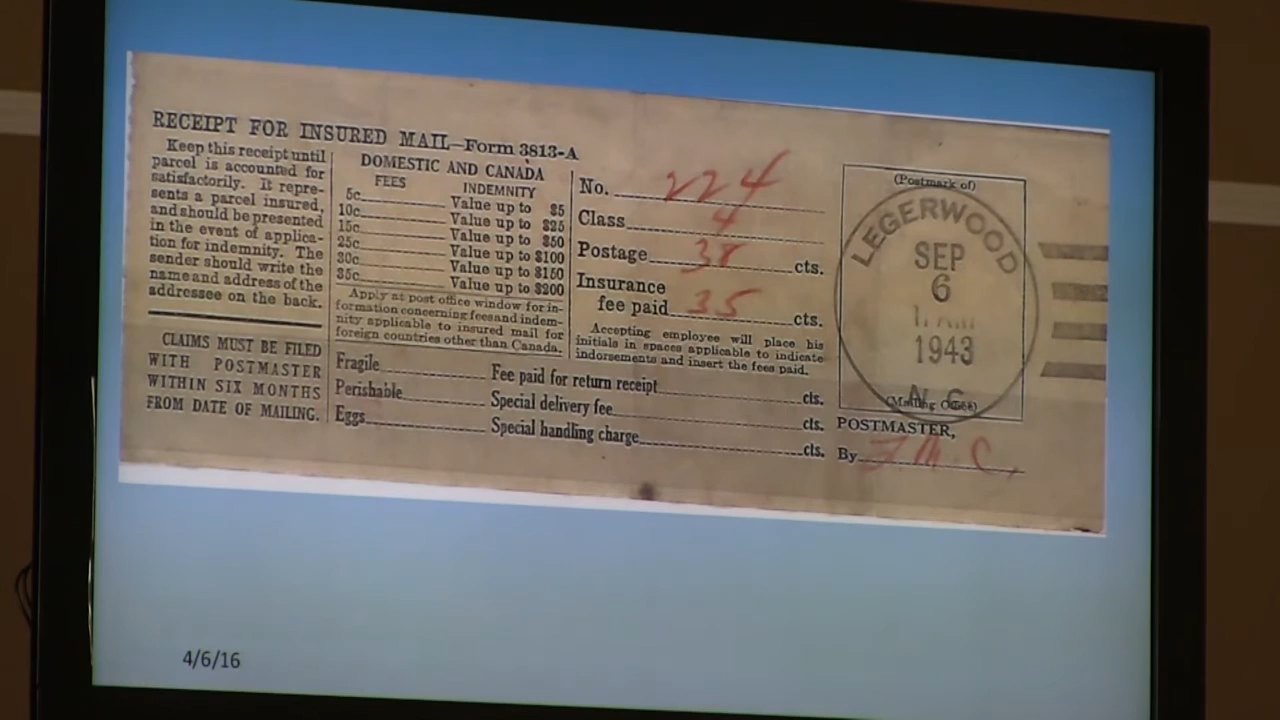 RECEIPT FOR INSURED MAIL—Form 3813-A
Keep this receipt until
parcel is accounted for
satisfactorily. It repre-
sents a parcel insured,
and should be presented
in the event of applica-
tion for indemnity. The
sender should write the
name and address of the
addressee on the back.
CLAIMS MUST BE FILED
WITH POSTMASTER
WITHIN SIX MONTHS
FROM DATE OF MAILING.
DOMESTIC AND CANADA
FEES INDEMNITY
5c Value up to $5
10c Value up to $25
15c Value up to $50
25c Value up to $100
30c Value up to $150
35c Value up to $200
Apply at post office window for in-
formation concerning fees and indem-
nity applicable to insured mail for
foreign countries other than Canada.
No. 224
Class 4
Postage 38 cts.
Insurance
fee paid 35 cts.
Accepting employee will place his
initials in spaces applicable to indicate
indorsements and insert the fees paid.
Fragile Fee paid for return receipt cts.
Perishable Special delivery fee cts.
Eggs Special handling charge cts.
(Postmark of)
LEGERWOOD
SEP
6
1943
N. C.
(Mailing Office)
POSTMASTER,
By F. M. C.
4/6/16